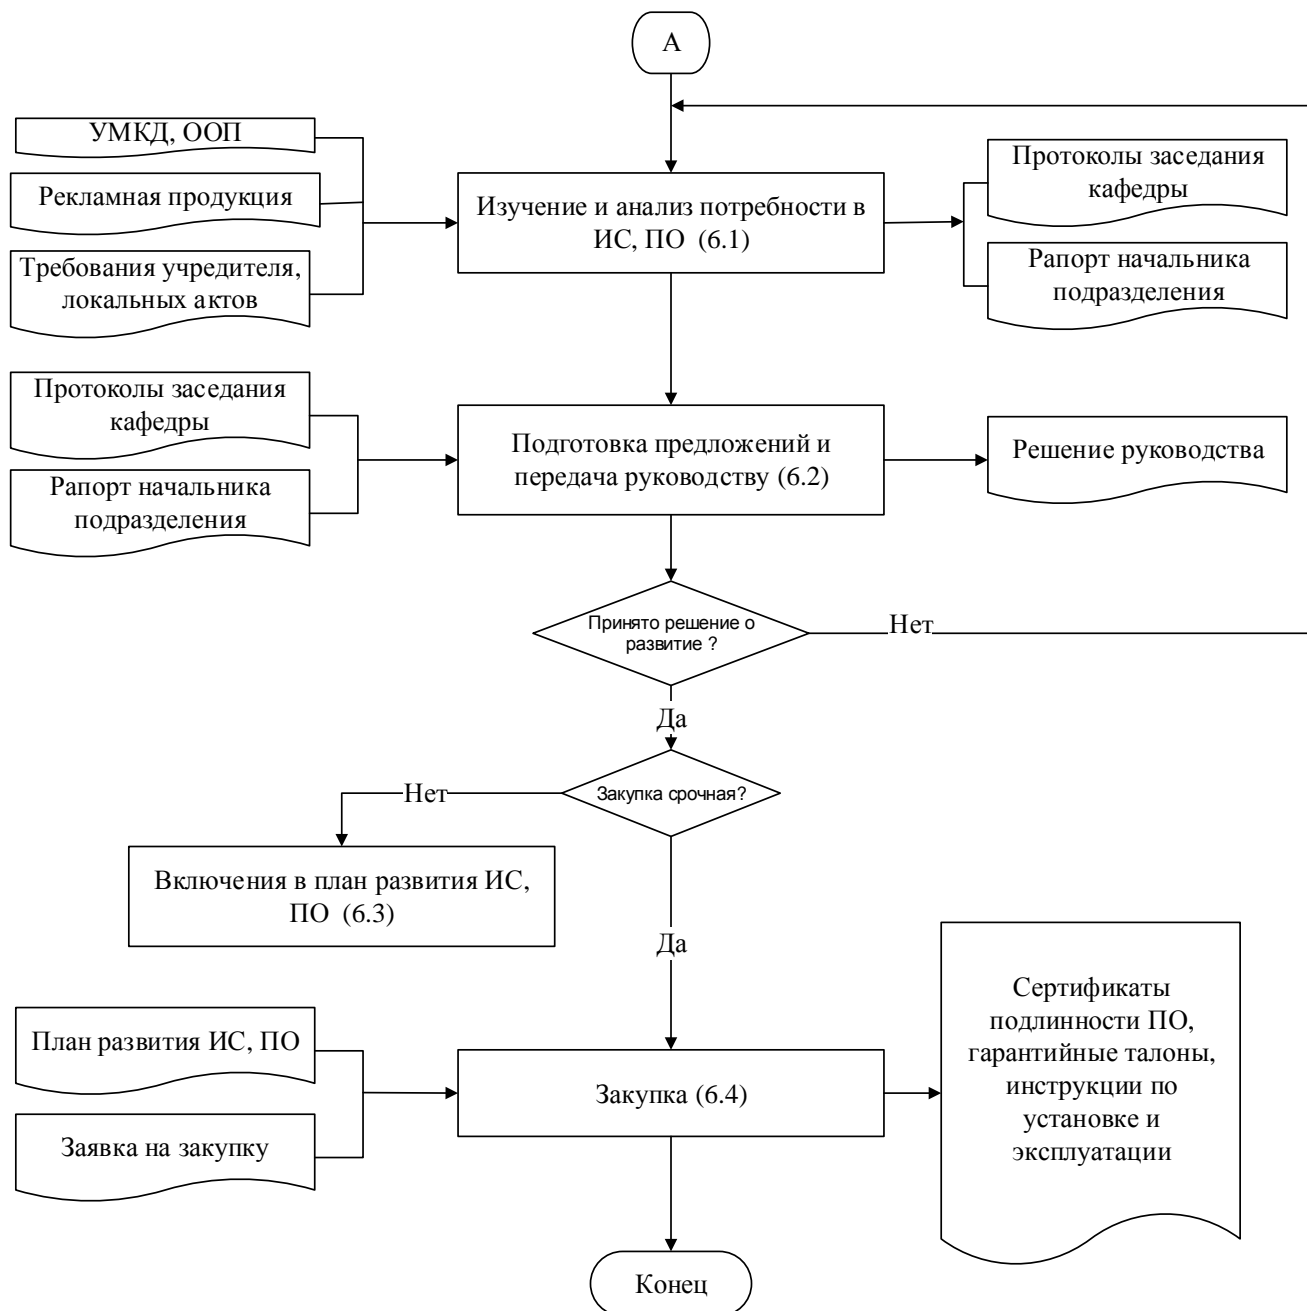 А
УМКД, ООП
Рекламная продукция
Требования учредителя,
локальных актов
Изучение и анализ потребности в
ИС, ПО  (6.1)
Протоколы заседания
кафедры
Рапорт начальника
подразделения
Протоколы заседания
кафедры
Рапорт начальника
подразделения
Подготовка предложений и
передача руководству (6.2)
Решение руководства
Принято решение о
развитие ?
Нет
Да
Закупка срочная?
Нет
Включения в план развития ИС,
ПО  (6.3)
Да
План развития ИС, ПО
Заявка на закупку
Закупка (6.4)
Сертификаты
подлинности ПО,
гарантийные талоны,
инструкции по
установке и
эксплуатации
Конец